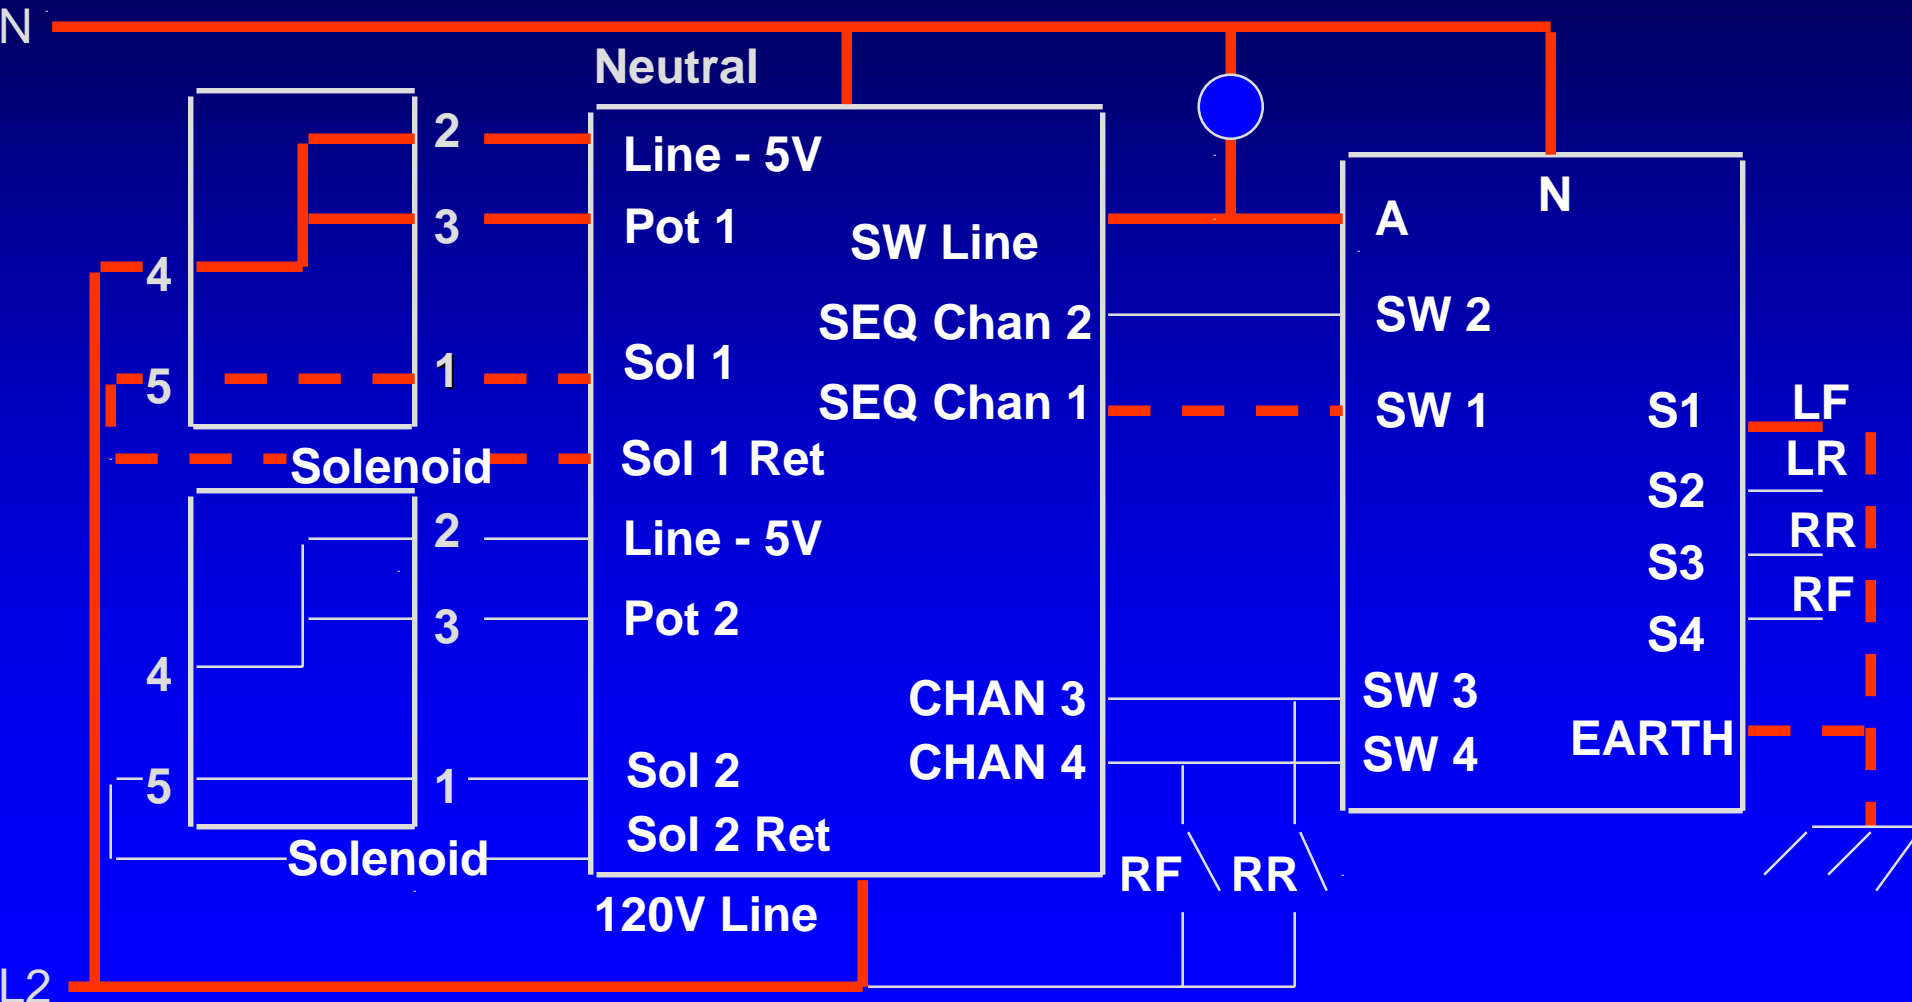 N
Neutral
2
Line - 5V
N
3
Pot 1
A
SW Line
4
SW 2
SEQ Chan 2
1
Sol 1
5
SEQ Chan 1
SW 1
S1
LF
Solenoid
Sol 1 Ret
LR
S2
2
Line - 5V
RR
S3
3
Pot 2
RF
S4
4
CHAN 3
SW 3
EARTH
5
1
Sol 2
CHAN 4
SW 4
Sol 2 Ret
Solenoid
RF
RR
120V Line
L2